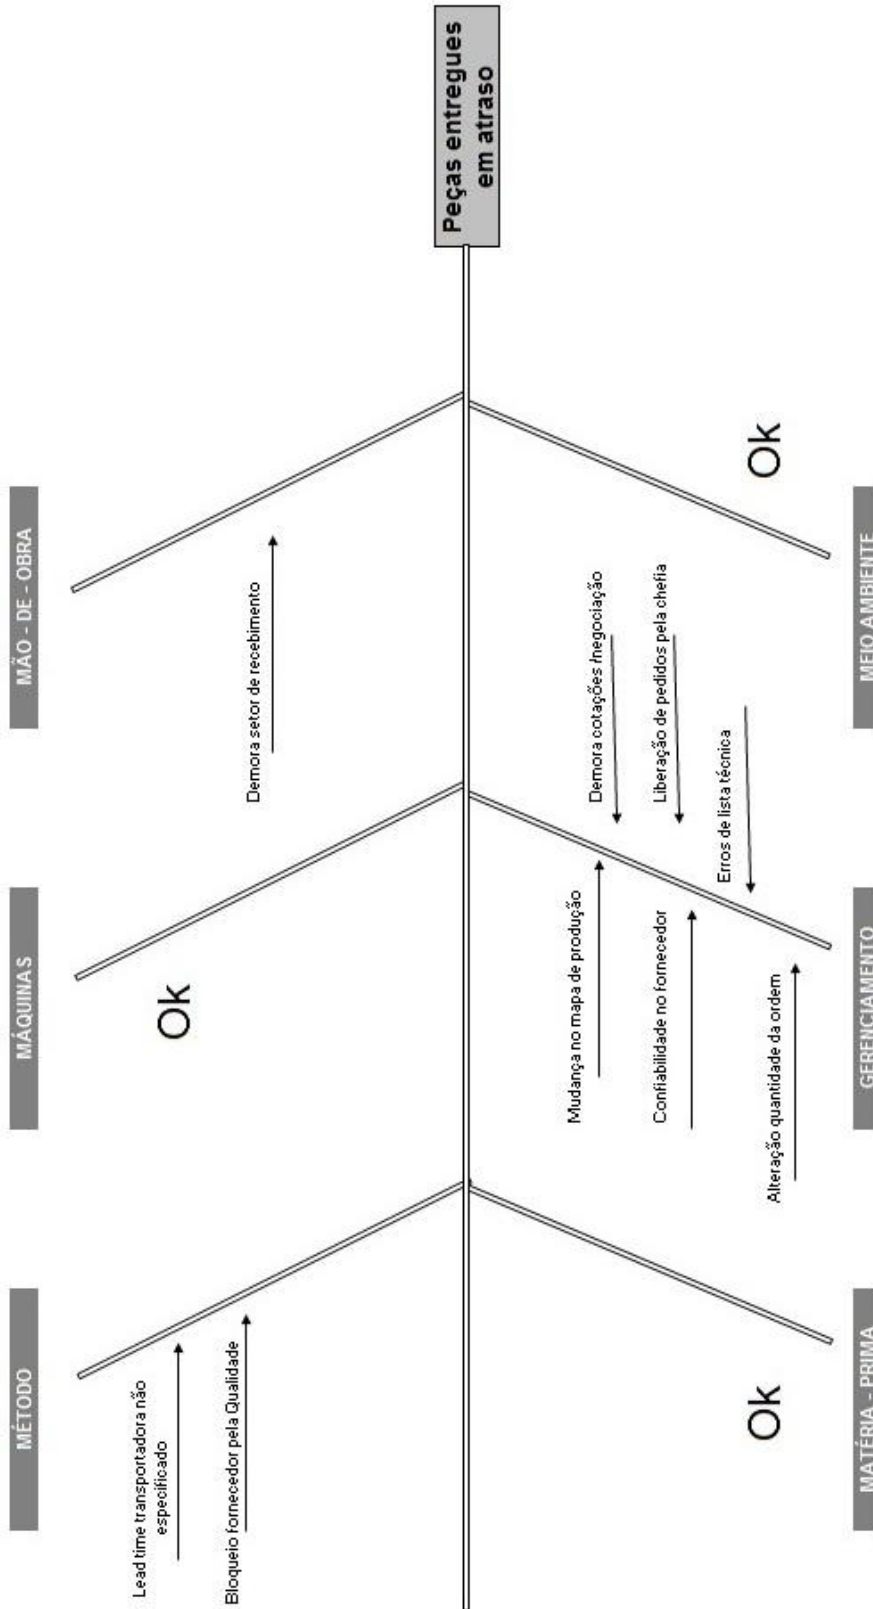 MÉTODO
MÁQUINAS
MÃO - DE - OBRA
Lead time transportadora não
especificado
Bloqueio fornecedor pela Qualidade
Ok
Demora setor de recebimento
Peças entregues
em atraso
Mudança no mapa de produção
Confiabilidade no fornecedor
Alteração quantidade da ordem
Demora cotações /negociação
Liberação de pedidos pela chefia
Erros de lista técnica
Ok
Ok
MATÉRIA - PRIMA
GERENCIAMENTO
MEIO AMBIENTE